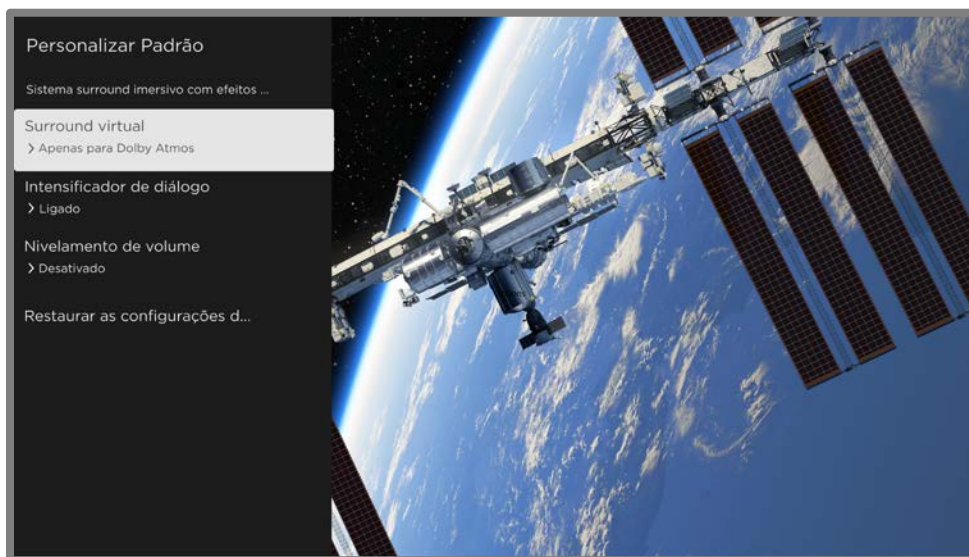 Personalizar Padrão
Sistema surround imersivo com efeitos ...
Surround virtual
Apenas para Dolby Atmos
Intensificador de diálogo
Ligado
Nivelamento de volume
Desativado
Restaurar as configurações d...